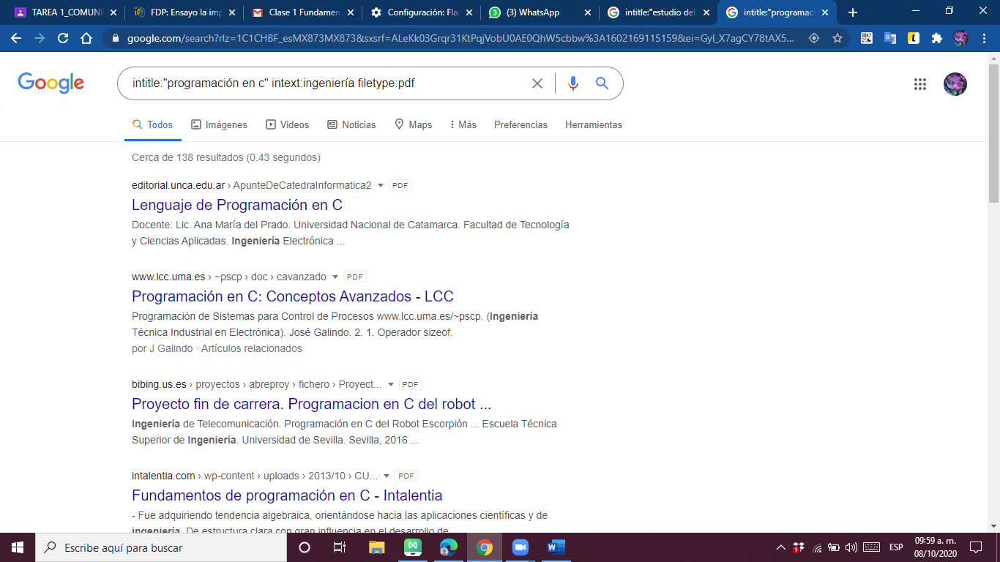 TAREA 1_COMUNI
FDP: Ensayo la imp
Clase 1 Fundamen
Configuración: Fla
(3) WhatsApp
intitle:"estudio del
intitle:"programaci
google.com/search?rlz=1C1CHBF_esMX873MX873&sxsrf=ALeKk03Grqr31KtPqjVobU0AE0QhW5cbbw%3A1602169115159&ei=Gyl_X7agCY78tAX5...
Google
intitle:"programación en c" intext:ingeniería filetype:pdf
Todos
Imágenes
Videos
Noticias
Maps
Más
Preferencias
Herramientas
Cerca de 138 resultados (0.43 segundos)
editorial.unca.edu.ar › ApunteDeCatedraInformatica2 PDF
Lenguaje de Programación en C
Docente: Lic. Ana María del Prado. Universidad Nacional de Catamarca. Facultad de Tecnología
y Ciencias Aplicadas. Ingeniería Electrónica ...
www.lcc.uma.es › ~pscp › doc › cavanzado PDF
Programación en C: Conceptos Avanzados - LCC
Programación de Sistemas para Control de Procesos www.lcc.uma.es/~pscp. (Ingeniería
Técnica Industrial en Electrónica). José Galindo. 2. 1. Operador sizeof.
por J Galindo · Artículos relacionados
bibing.us.es › proyectos › abreproy › fichero › Proyect... PDF
Proyecto fin de carrera. Programacion en C del robot ...
Ingeniería de Telecomunicación. Programación en C del Robot Escorpión ... Escuela Técnica
Superior de Ingeniería. Universidad de Sevilla. Sevilla, 2016 ...
intalentia.com › wp-content › uploads › 2013/10 › CU... PDF
Fundamentos de programación en C - Intalentia
- Fue adquiriendo tendencia algebraica, orientándose hacia las aplicaciones científicas y de
ingeniería. De estructura clara con gran influencia en el desarrollo de
Escribe aquí para buscar
ESP
09:59 a. m.
08/10/2020